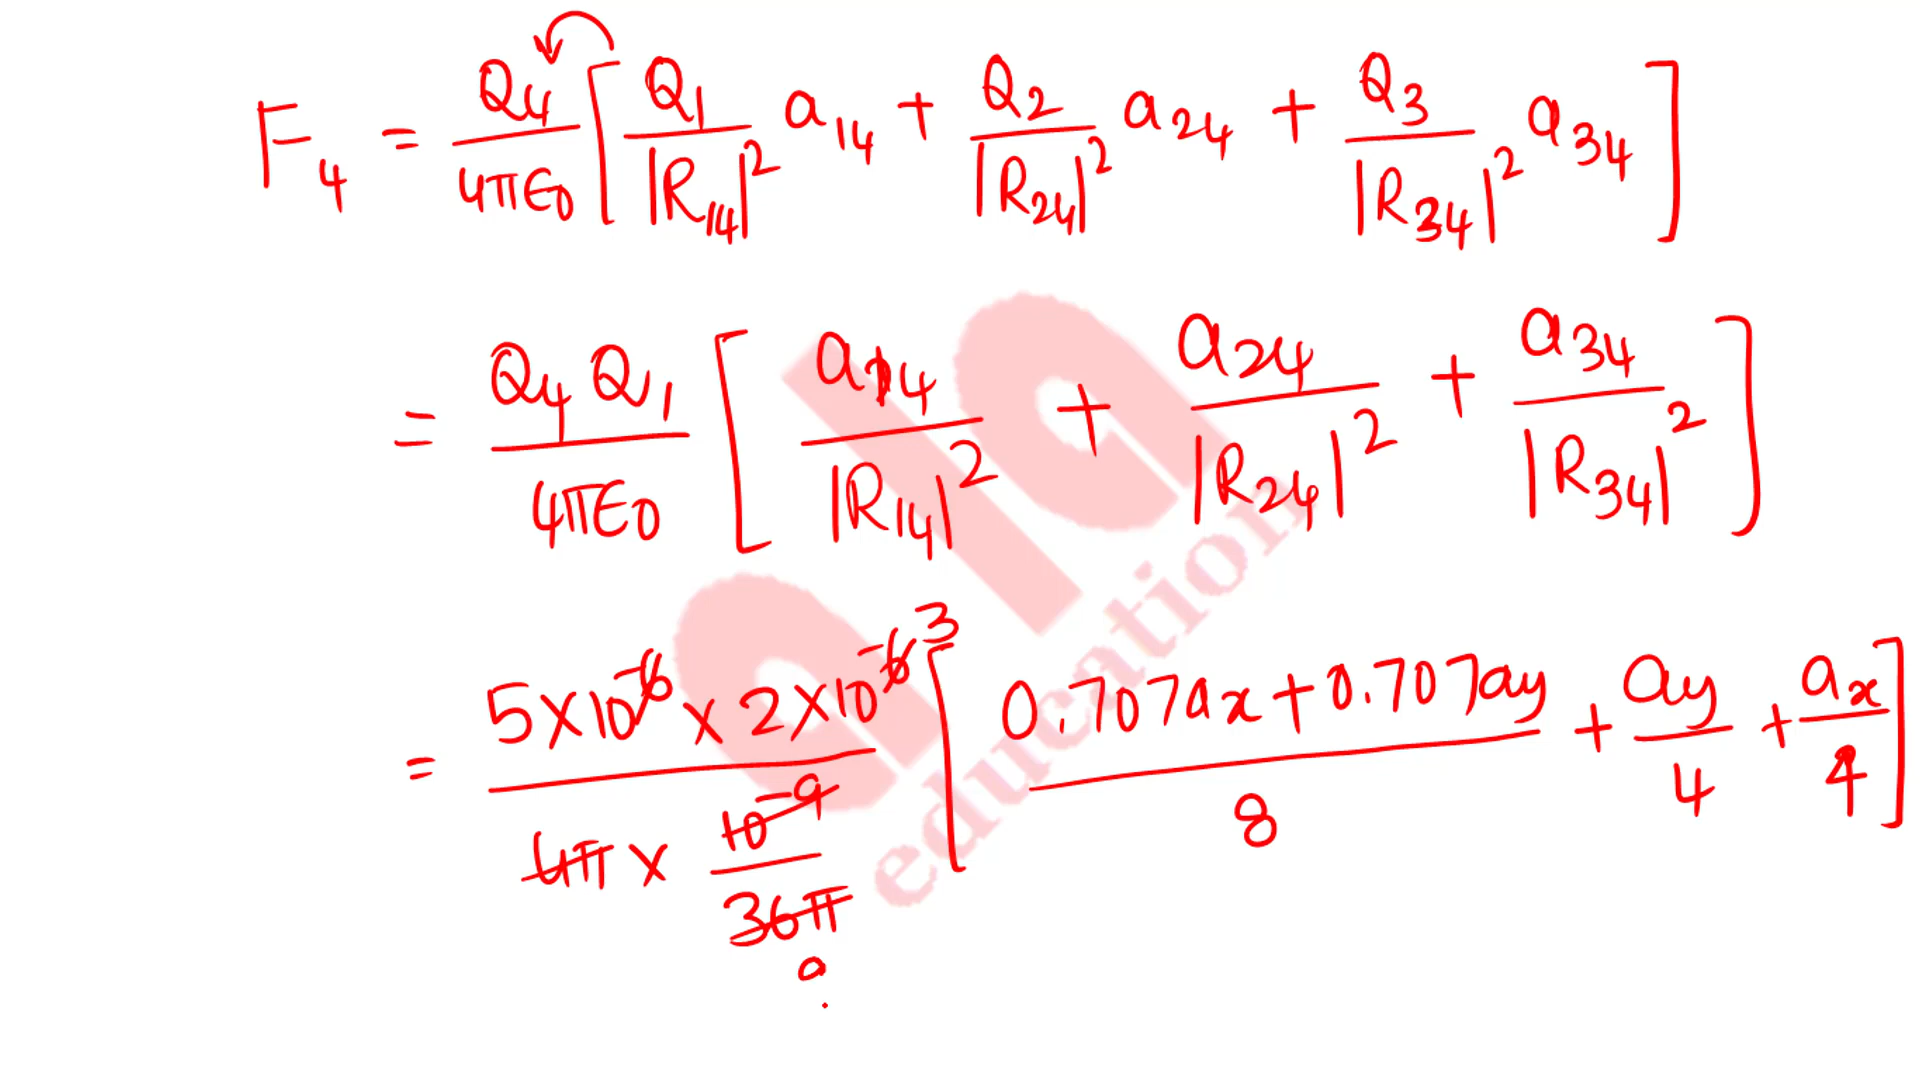 F₄ = Q₄/4πϵ₀ [ Q₁/|R₁₄|² a₁₄ + Q₂/|R₂₄|² a₂₄ + Q₃/|R₃₄|² a₃₄ ]
= Q₄ Q₁/4πϵ₀ [ a₁₄/|R₁₄|² + a₂₄/|R₂₄|² + a₃₄/|R₃₄|² ]
= 5×10⁻⁶ × 2×10⁻⁶ ³ / 4π × 10⁻⁹/36π 9 [ 0.707ax+0.707ay/8 + ay/4 + ax/4 ]
education